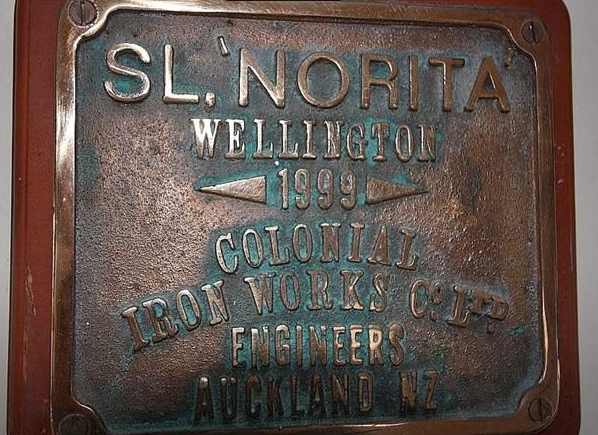 SL, 'NORITA'
WELLINGTON
1999
COLONIAL
IRON WORKS Co LTD
ENGINEERS
AUCKLAND NZ